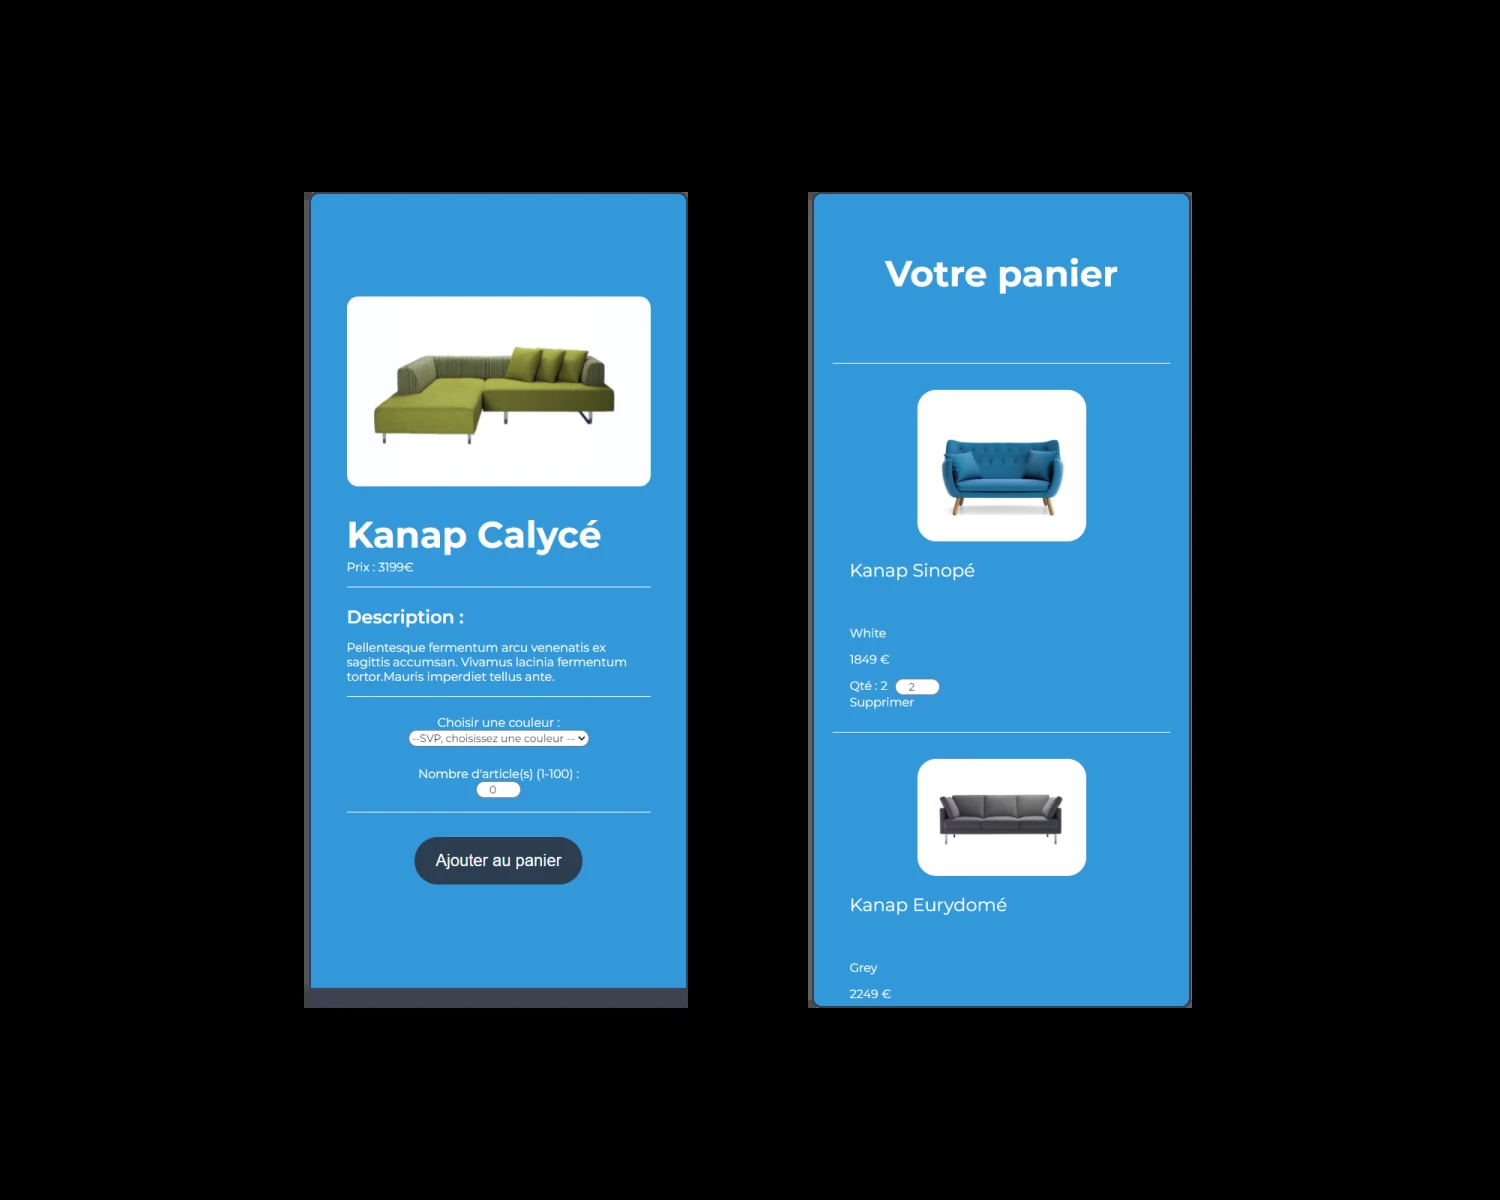 Kanap Calycé
Prix : 3199€
Description :
Pellentesque fermentum arcu venenatis ex
sagittis accumsan. Vivamus lacinia fermentum
tortor.Mauris imperdiet tellus ante.
Choisir une couleur :
--SVP, choisissez une couleur --
Nombre d'article(s) (1-100) :
0
Ajouter au panier
Votre panier
Kanap Sinopé
White
1849 €
Qté : 2 2
Supprimer
Kanap Eurydomé
Grey
2249 €